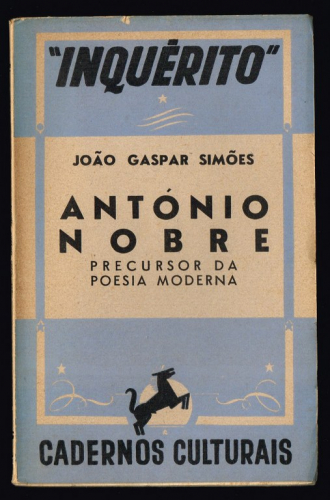 "INQUÉRITO"
JOÃO GASPAR SIMÕES
ANTÓNIO
NOBRE
PRECURSOR DA
POESIA MODERNA
CADERNOS CULTURAIS